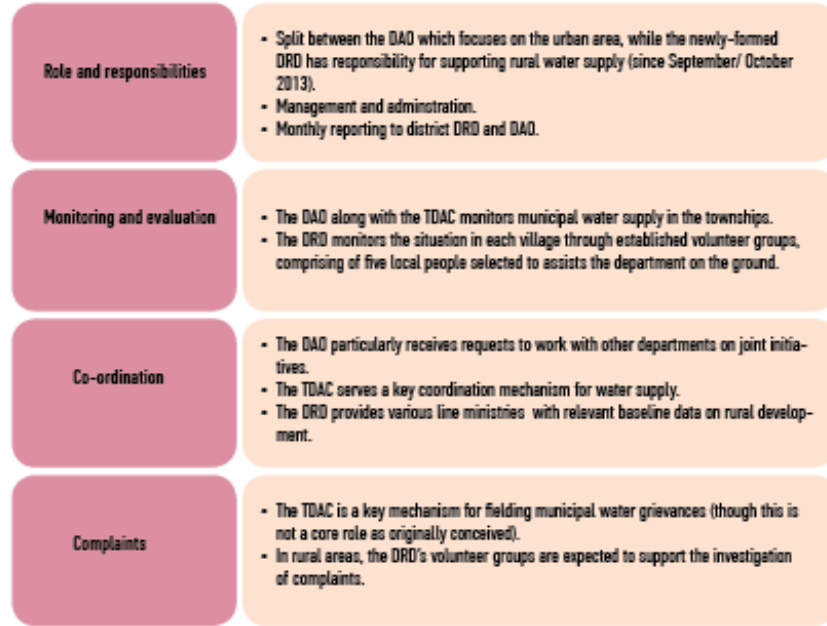 Role and responsibilities
▪ Split between the DAO which focuses on the urban area, while the newly-formed
DRD has responsibility for supporting rural water supply (since September/ October
2013).
▪ Management and adminstration.
▪ Monthly reporting to district DRD and DAO.
Monitoring and evaluation
▪ The DAO along with the TDAC monitors municipal water supply in the townships.
▪ The DRD monitors the situation in each village through established volunteer groups,
comprising of five local people selected to assists the department on the ground.
Co-ordination
▪ The DAO particularly receives requests to work with other departments on joint initia-
tives.
▪ The TDAC serves a key coordination mechanism for water supply.
▪ The DRD provides various line ministries with relevant baseline data on rural develop-
ment.
Complaints
▪ The TDAC is a key mechanism for fielding municipal water grievances (though this is
not a core role as originally conceived).
▪ In rural areas, the DRD's volunteer groups are expected to support the investigation
of complaints.